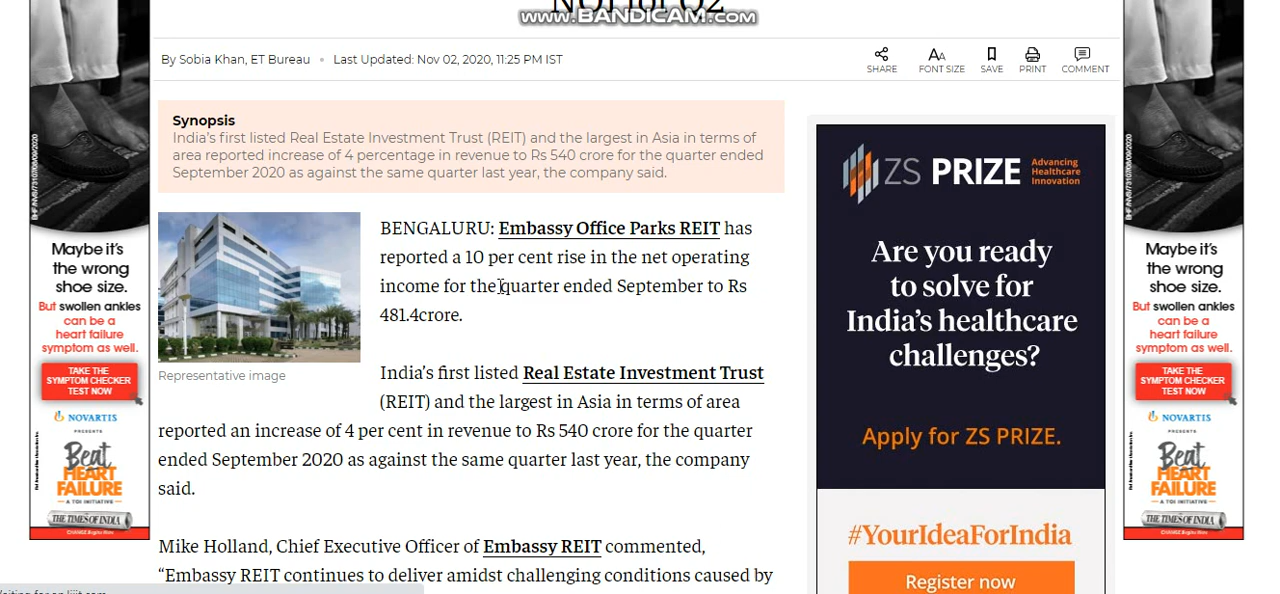 NOI for Q2
www.BANDICAM.com
By Sobia Khan, ET Bureau • Last Updated: Nov 02, 2020, 11:25 PM IST
SHARE
FONT SIZE
SAVE
PRINT
COMMENT
Synopsis
India's first listed Real Estate Investment Trust (REIT) and the largest in Asia in terms of
area reported increase of 4 percentage in revenue to Rs 540 crore for the quarter ended
September 2020 as against the same quarter last year, the company said.
Representative image
BENGALURU: Embassy Office Parks REIT has
reported a 10 per cent rise in the net operating
income for the quarter ended September to Rs
481.4crore.
India's first listed Real Estate Investment Trust
(REIT) and the largest in Asia in terms of area
reported an increase of 4 per cent in revenue to Rs 540 crore for the quarter
ended September 2020 as against the same quarter last year, the company
said.
Mike Holland, Chief Executive Officer of Embassy REIT commented,
“Embassy REIT continues to deliver amidst challenging conditions caused by
Maybe it's
the wrong
shoe size.
But swollen ankles
can be a
heart failure
symptom as well.
TAKE THE
SYMPTOM CHECKER
TEST NOW
NOVARTIS
PRESENTS
Beat
HEART
FAILURE
A TOI INITIATIVE
THE TIMES OF INDIA
ZS PRIZE
Advancing
Healthcare
Innovation
Are you ready
to solve for
India's healthcare
challenges?
Apply for ZS PRIZE.
#YourIdeaForIndia
Register now
Maybe it's
the wrong
shoe size.
But swollen ankles
can be a
heart failure
symptom as well.
TAKE THE
SYMPTOM CHECKER
TEST NOW
NOVARTIS
PRESENTS
Beat
HEART
FAILURE
A TOI INITIATIVE
THE TIMES OF INDIA